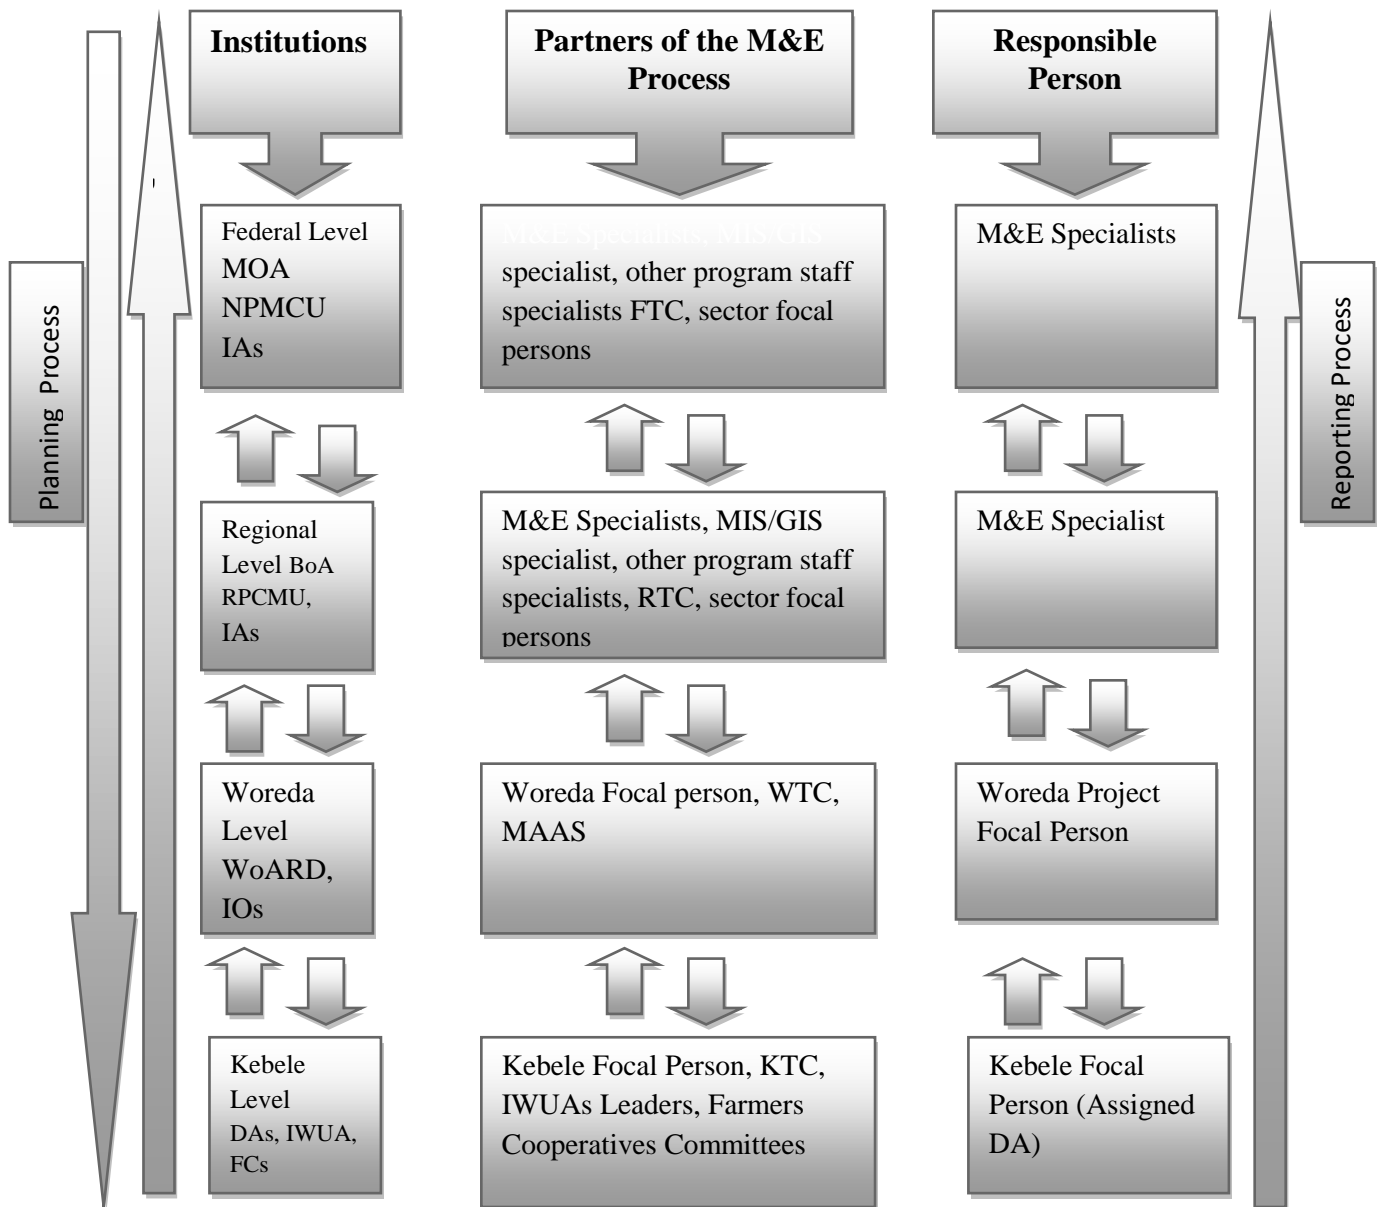 Institutions
Partners of the M&E
Process
Responsible
Person
Planning Process
Reporting Process
Federal Level
MOA
NPMCU
IAs
M&E Specialists, MIS/GIS
specialist, other program staff
specialists FTC, sector focal
persons
M&E Specialists
Regional
Level BoA
RPCMU,
IAs
M&E Specialists, MIS/GIS
specialist, other program staff
specialists, RTC, sector focal
persons
M&E Specialist
Woreda
Level
WoARD,
IOs
Woreda Focal person, WTC,
MAAS
Woreda Project
Focal Person
Kebele
Level
DAs, IWUA,
FCs
Kebele Focal Person, KTC,
IWUAs Leaders, Farmers
Cooperatives Committees
Kebele Focal
Person (Assigned
DA)